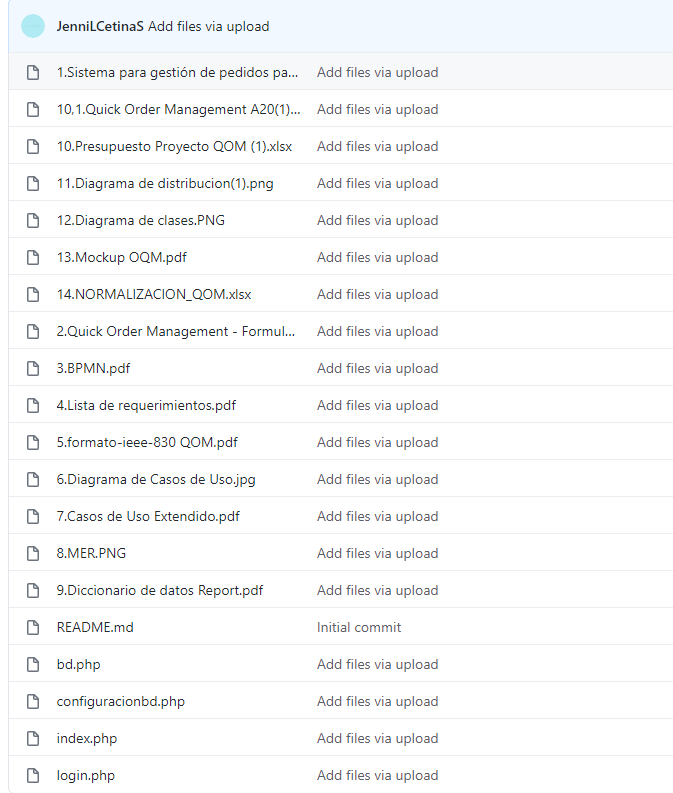 JenniLCetinaS Add files via upload
1.Sistema para gestión de pedidos pa... Add files via upload
10,1.Quick Order Management A20(1)... Add files via upload
10.Presupuesto Proyecto QOM (1).xlsx Add files via upload
11.Diagrama de distribucion(1).png Add files via upload
12.Diagrama de clases.PNG Add files via upload
13.Mockup OQM.pdf Add files via upload
14.NORMALIZACION_QOM.xlsx Add files via upload
2.Quick Order Management - Formul... Add files via upload
3.BPMN.pdf Add files via upload
4.Lista de requerimientos.pdf Add files via upload
5.formato-ieee-830 QOM.pdf Add files via upload
6.Diagrama de Casos de Uso.jpg Add files via upload
7.Casos de Uso Extendido.pdf Add files via upload
8.MER.PNG Add files via upload
9.Diccionario de datos Report.pdf Add files via upload
README.md Initial commit
bd.php Add files via upload
configuracionbd.php Add files via upload
index.php Add files via upload
login.php Add files via upload